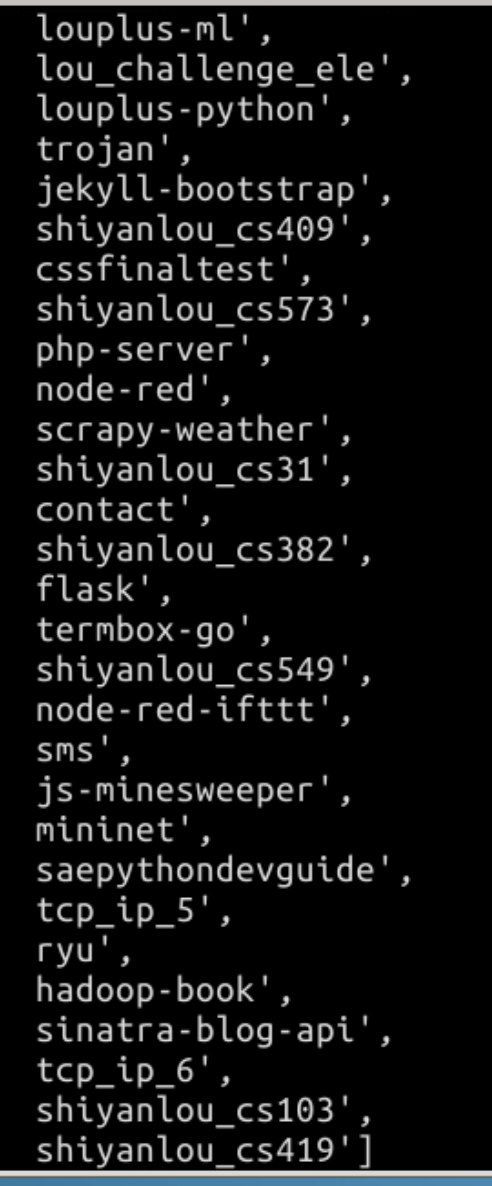 louplus-ml',
lou_challenge_ele',
louplus-python',
trojan',
jekyll-bootstrap',
shiyanlou_cs409',
cssfinaltest',
shiyanlou_cs573',
php-server',
node-red',
scrapy-weather',
shiyanlou_cs31',
contact',
shiyanlou_cs382',
flask',
termbox-go',
shiyanlou_cs549',
node-red-ifttt',
sms',
js-minesweeper',
mininet',
saepythondevguide',
tcp_ip_5',
ryu',
hadoop-book',
sinatra-blog-api',
tcp_ip_6',
shiyanlou_cs103',
shiyanlou_cs419']